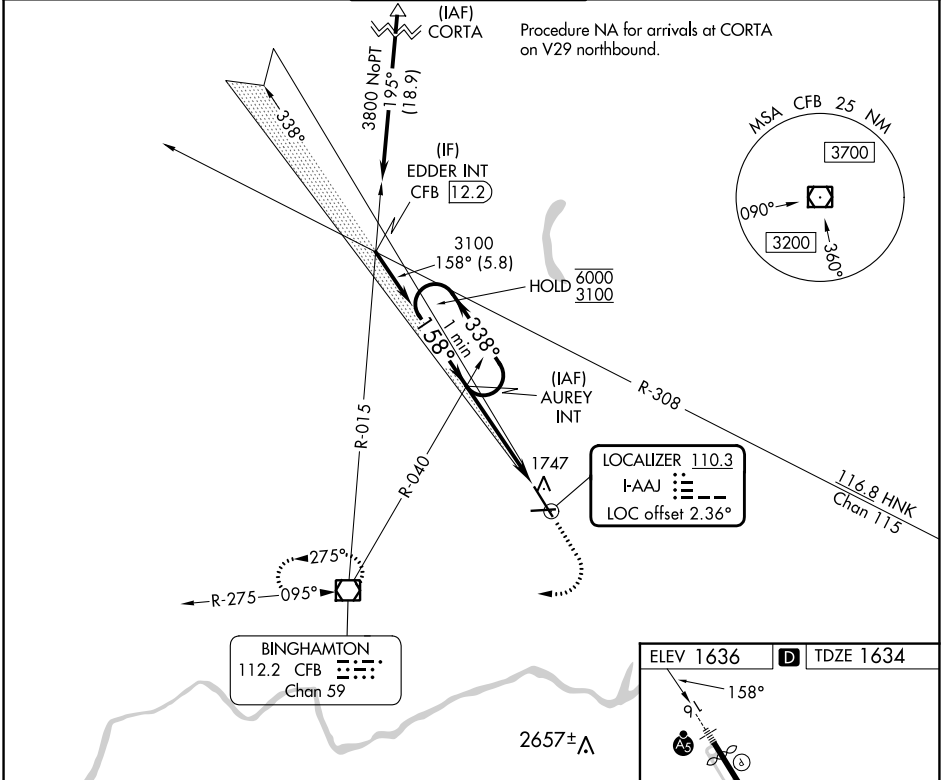 (IAF)
CORTA
Procedure NA for arrivals at CORTA
on V29 northbound.
3800 NoPT
195°
(18.9)
338°
MSA CFB 25 NM
3700
090°
3200
360°
(IF)
EDDER INT
CFB 12.2
3100
158° (5.8)
HOLD 6000
3100
158°
1 min
338°
(IAF)
AUREY
INT
R-308
R-015
R-040
1747
LOCALIZER 110.3
I-AAJ
LOC offset 2.36°
116.8 HNK
Chan 115
275°
R-275
095°
BINGHAMTON
112.2 CFB
Chan 59
ELEV 1636
D
TDZE 1634
158°
2657±
A5